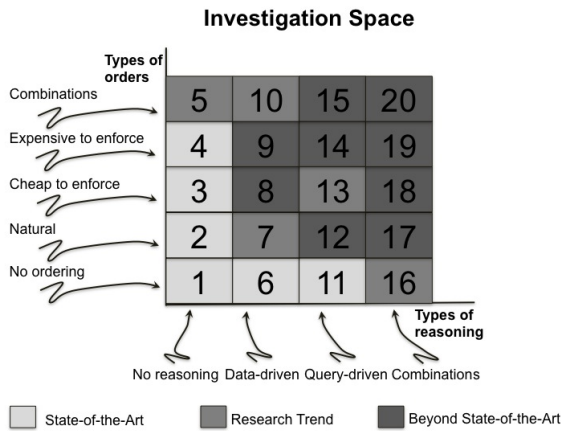 Investigation Space
Types of
orders
Combinations
5 10 15 20
Expensive to enforce
4 9 14 19
Cheap to enforce
3 8 13 18
Natural
2 7 12 17
No ordering
1 6 11 16
Types of
reasoning
No reasoning Data-driven Query-driven Combinations
State-of-the-Art Research Trend Beyond State-of-the-Art